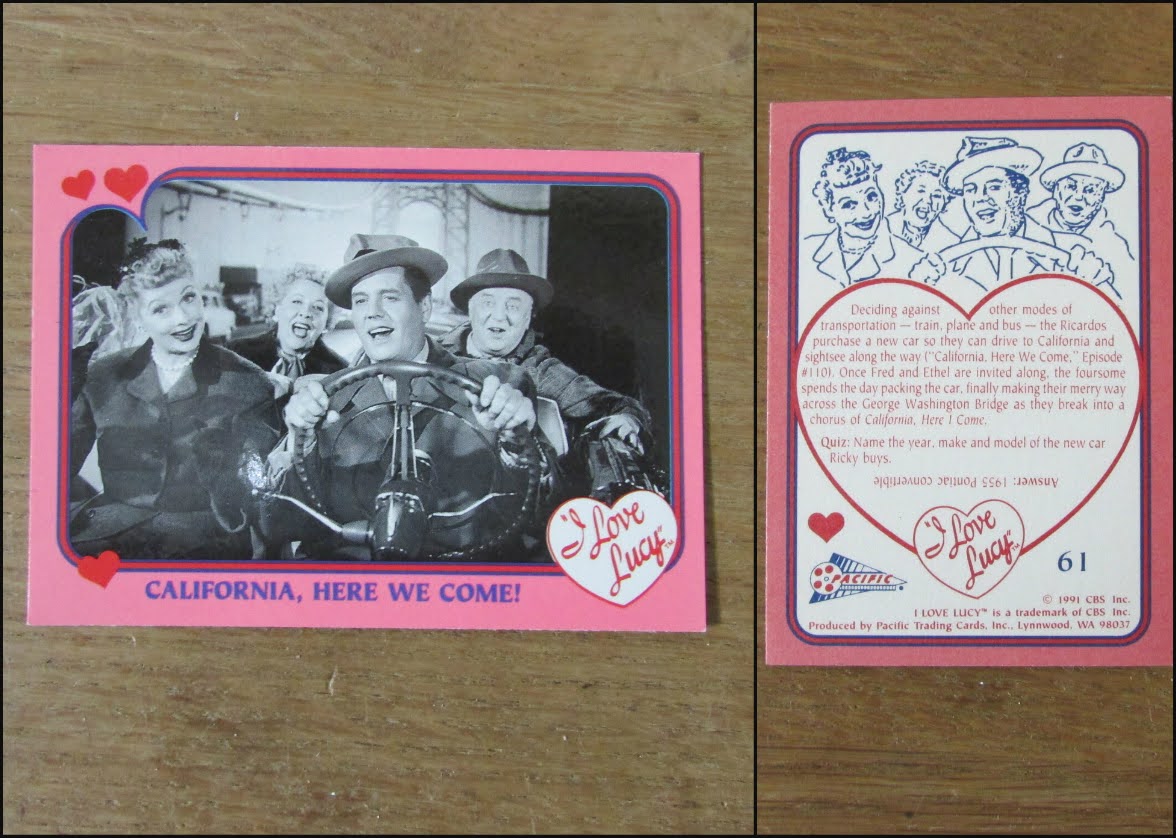 "I Love
Lucy"™
CALIFORNIA, HERE WE COME!
Deciding against other modes of
transportation — train, plane and bus — the Ricardos
purchase a new car so they can drive to California and
sightsee along the way ("California, Here We Come," Episode
#110). Once Fred and Ethel are invited along, the foursome
spends the day packing the car, finally making their merry way
across the George Washington Bridge as they break into a
chorus of California, Here I Come.
Quiz: Name the year, make and model of the new car
Ricky buys.
Answer: 1955 Pontiac convertible
"I Love
Lucy"™
61
PACIFIC
© 1991 CBS Inc.
I LOVE LUCY™ is a trademark of CBS Inc.
Produced by Pacific Trading Cards, Inc., Lynnwood, WA 98037